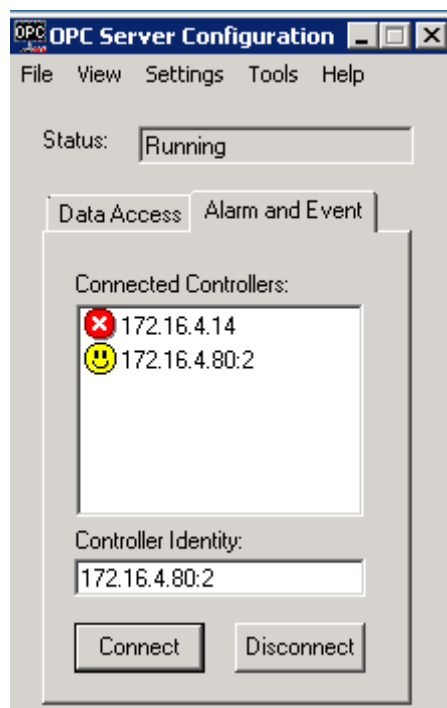 OPC OPC Server Configuration
File View Settings Tools Help
Status: Running
Data Access Alarm and Event
Connected Controllers:
172.16.4.14
172.16.4.80:2
Controller Identity:
172.16.4.80:2
Connect Disconnect